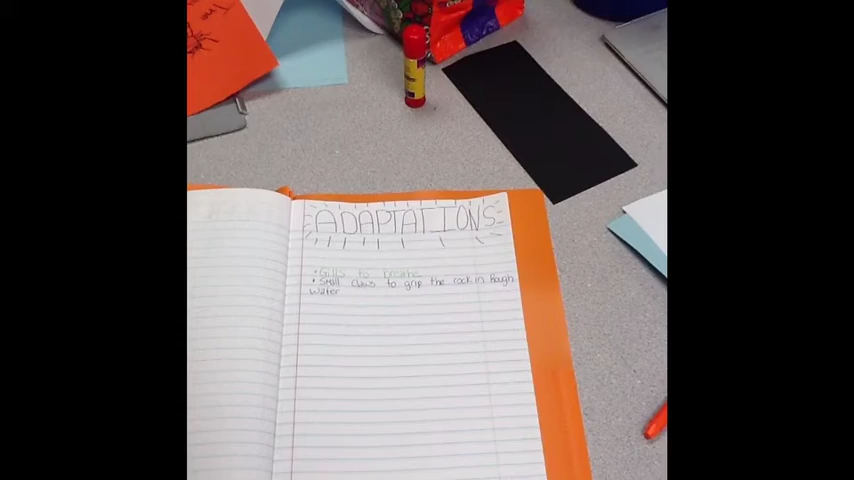 ADAPTATIONS
• Gills to breathe
• Small claws to grip the rock in Rough
water